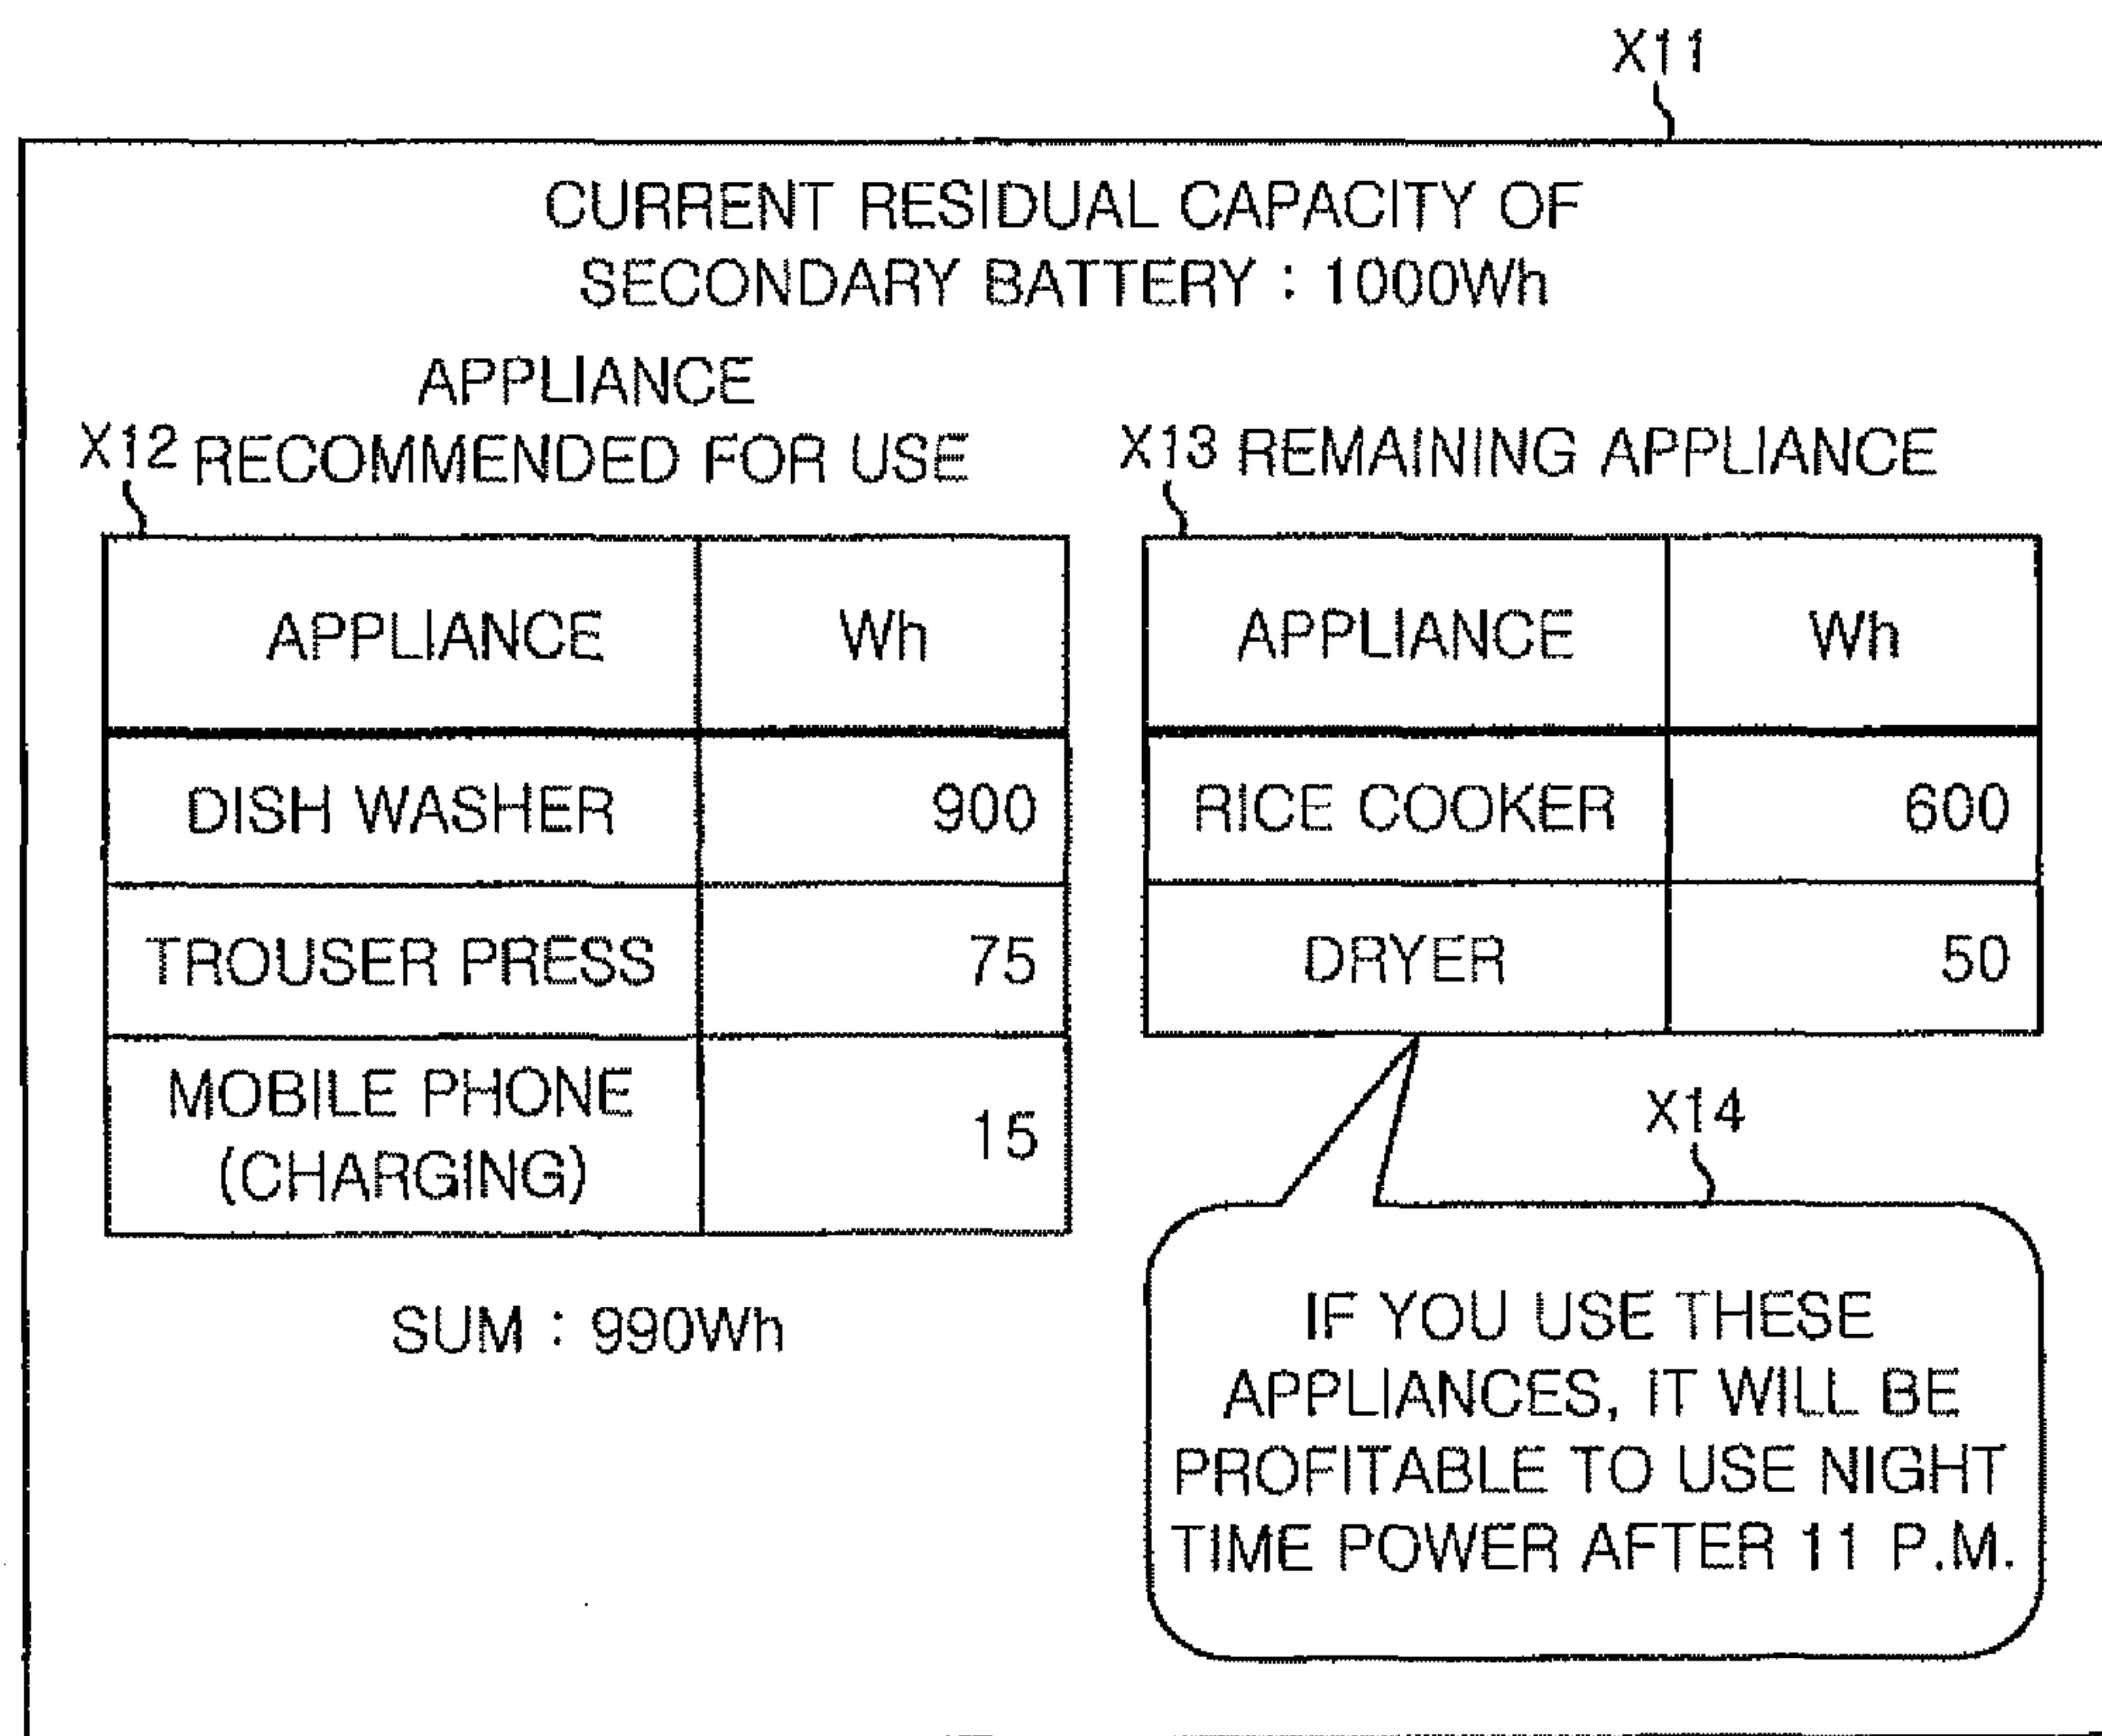 X11
CURRENT RESIDUAL CAPACITY OF
SECONDARY BATTERY : 1000Wh
APPLIANCE
X12 RECOMMENDED FOR USE
APPLIANCE Wh
DISH WASHER 900
TROUSER PRESS 75
MOBILE PHONE
(CHARGING) 15
SUM : 990Wh
X13 REMAINING APPLIANCE
APPLIANCE Wh
RICE COOKER 600
DRYER 50
X14
IF YOU USE THESE
APPLIANCES, IT WILL BE
PROFITABLE TO USE NIGHT
TIME POWER AFTER 11 P.M.